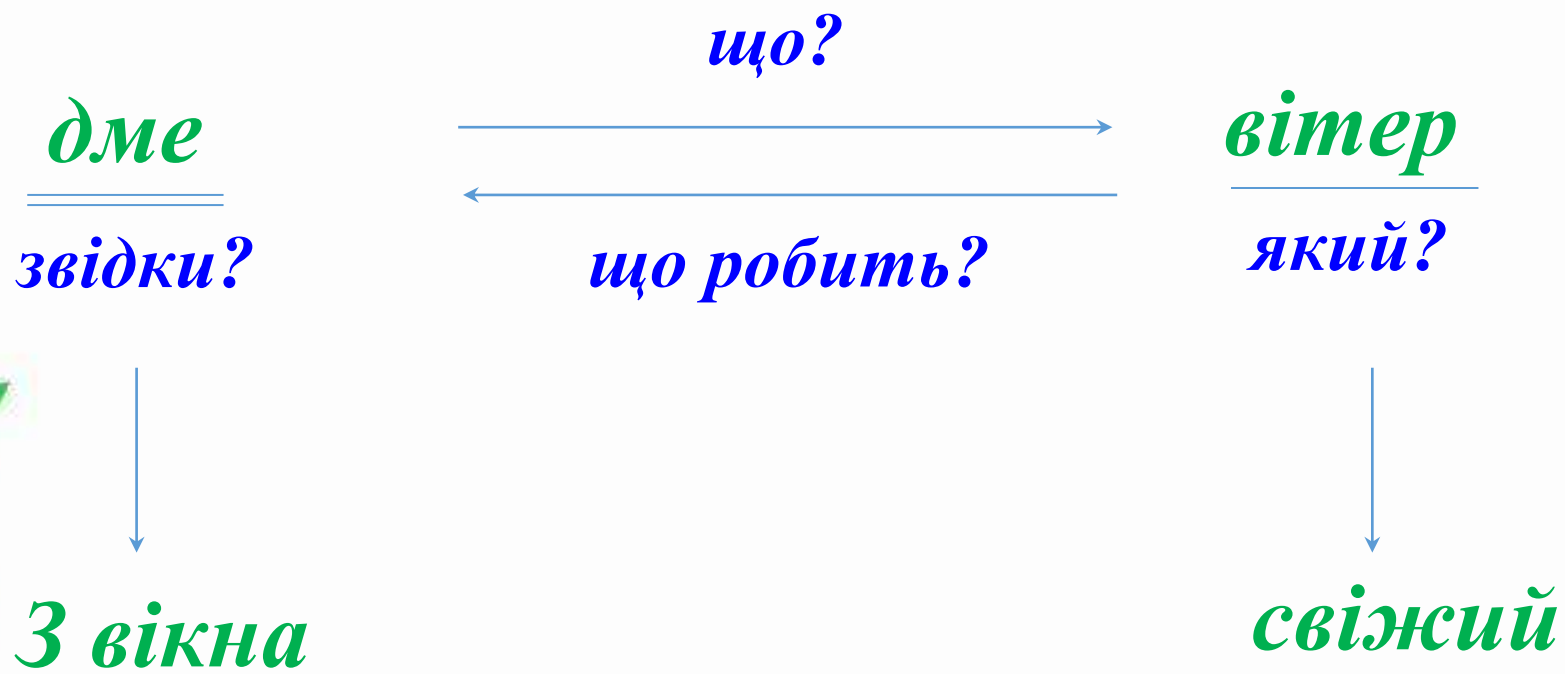 що?
дме вітер
звідки? що робить? який?
З вікна свіжий